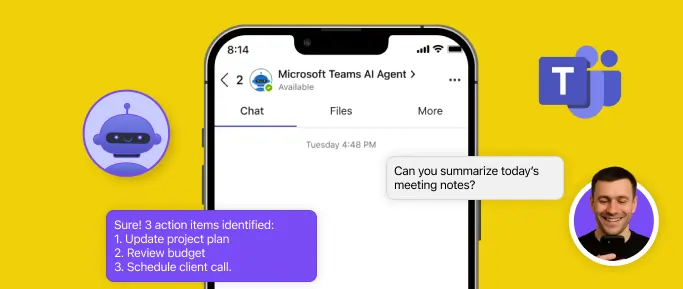 8:14
2
Microsoft Teams AI Agent
Available
Chat
Files
More
Tuesday 4:48 PM
T
Can you summarize today's
meeting notes?
Sure! 3 action items identified:
1. Update project plan
2. Review budget
3. Schedule client call.